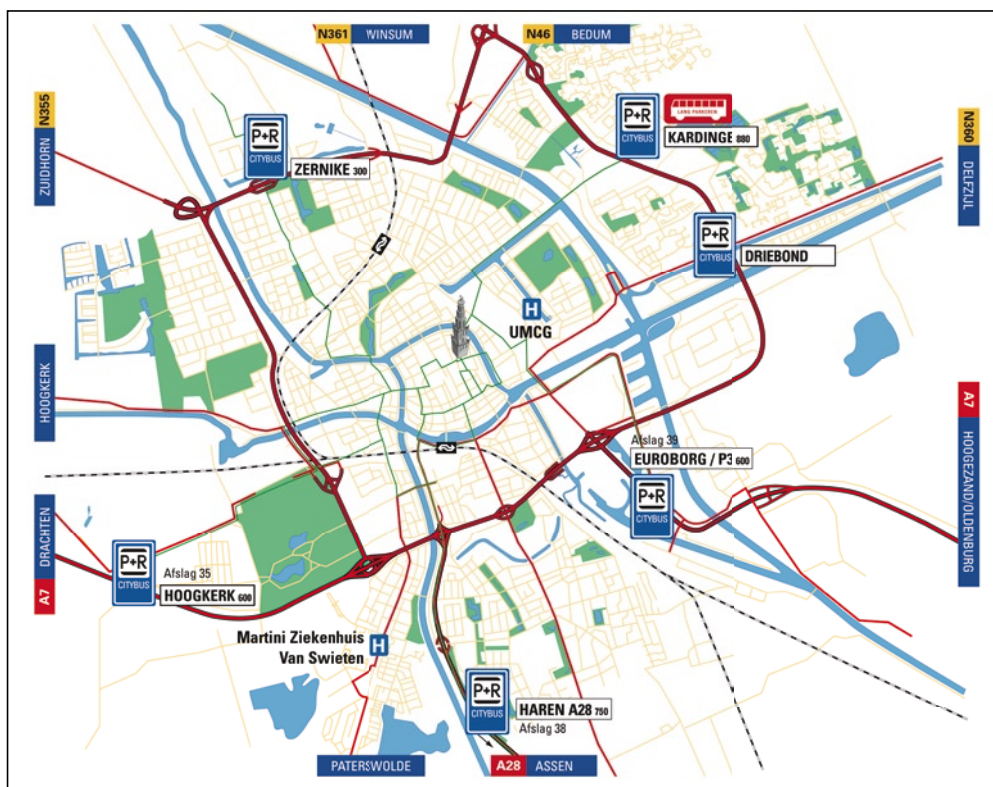 N361 WINSUM
N46 BEDUM
N355
ZUIDHORN
N360
DELFZIJL
P+R
CITYBUS
ZERNIKE 300
P+R
CITYBUS
LANG PARKEREN
KARDINGE 880
P+R
CITYBUS
DRIEBOND
H
UMCG
HOOGKERK
A7
HOOGEZAND/OLDENBURG
Afslag 39
EUROBORG / P3 600
P+R
CITYBUS
DRACHTEN
A7
P+R
CITYBUS
Afslag 35
HOOGKERK 600
Martini Ziekenhuis
Van Swieten
H
P+R
CITYBUS
HAREN A28 750
Afslag 38
PATERSWOLDE
A28 ASSEN